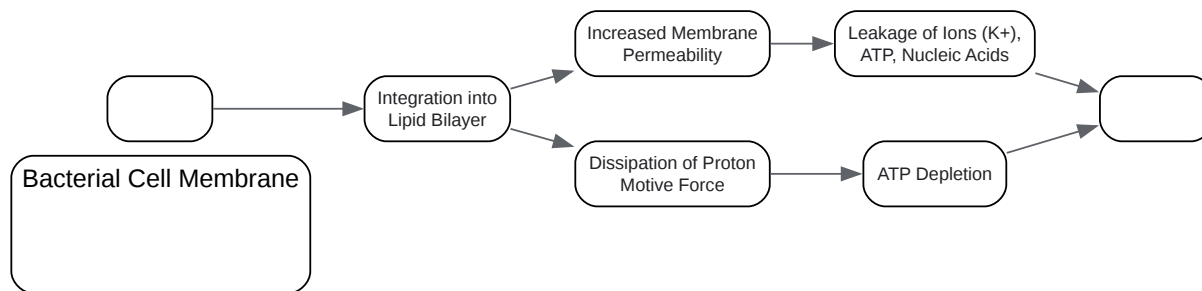 Increased Membrane
Permeability
Leakage of Ions (K+),
ATP, Nucleic Acids
Integration into
Lipid Bilayer
Bacterial Cell Membrane
Dissipation of Proton
Motive Force
ATP Depletion